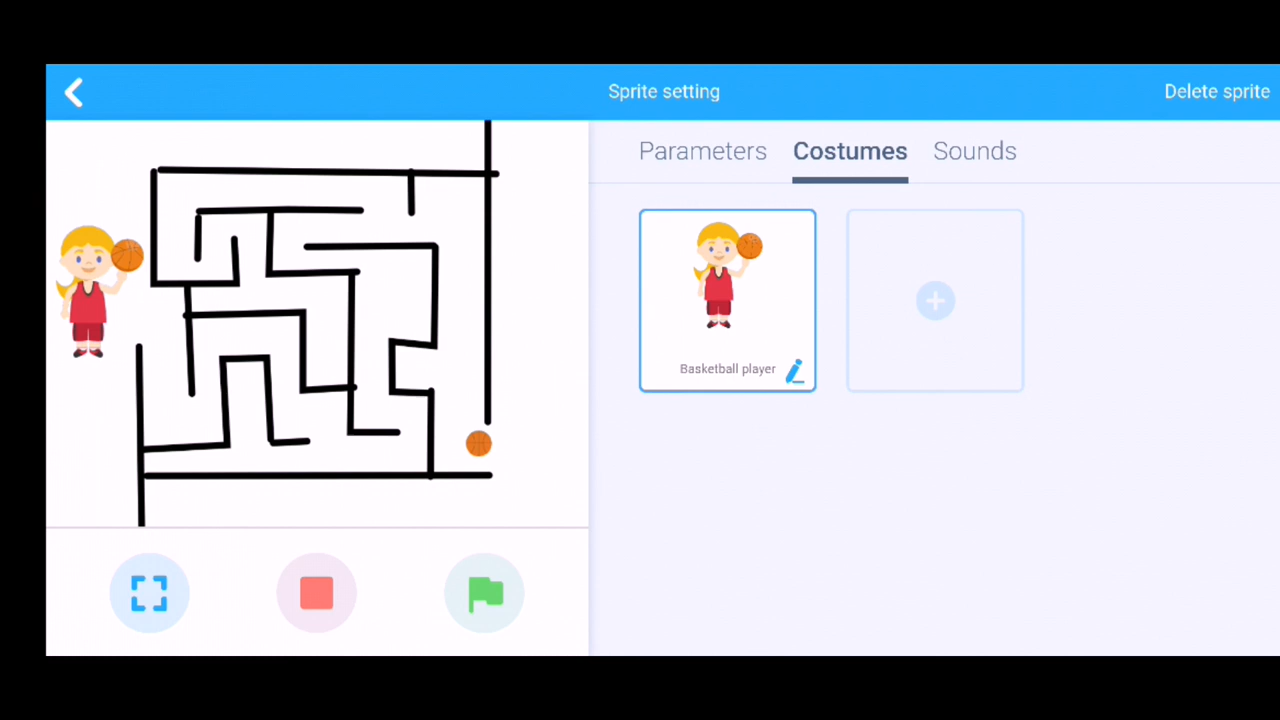 Sprite setting
Delete sprite
Parameters
Costumes
Sounds
Basketball player